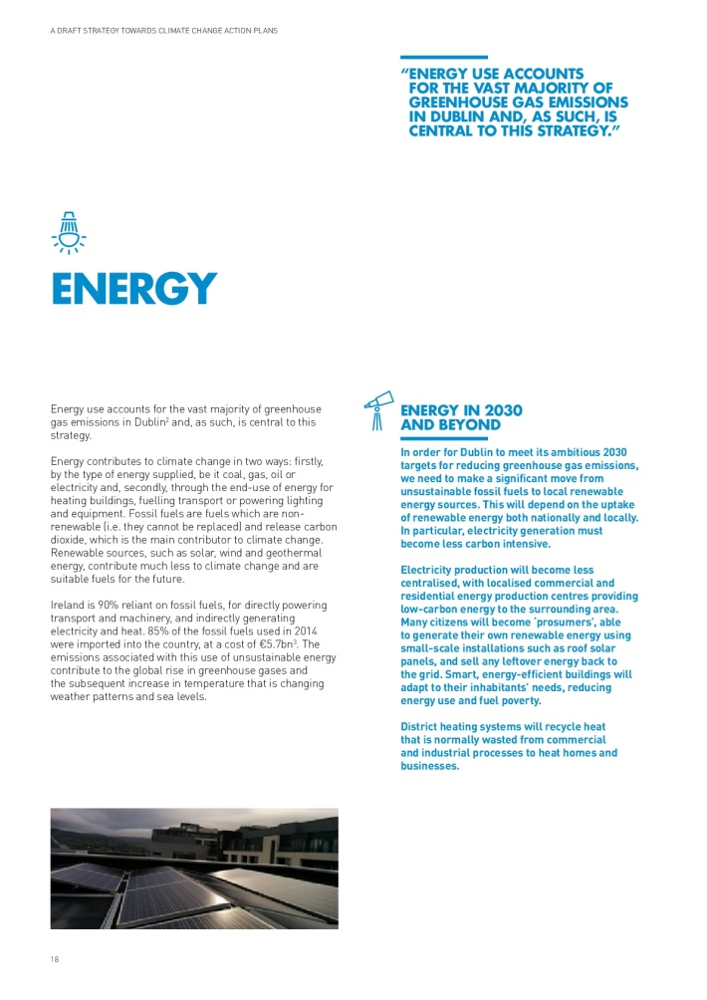 A DRAFT STRATEGY TOWARDS CLIMATE CHANGE ACTION PLANS
“ENERGY USE ACCOUNTS
FOR THE VAST MAJORITY OF
GREENHOUSE GAS EMISSIONS
IN DUBLIN AND, AS SUCH, IS
CENTRAL TO THIS STRATEGY.”
ENERGY
Energy use accounts for the vast majority of greenhouse
gas emissions in Dublin² and, as such, is central to this
strategy.
Energy contributes to climate change in two ways: firstly,
by the type of energy supplied, be it coal, gas, oil or
electricity and, secondly, through the end-use of energy for
heating buildings, fuelling transport or powering lighting
and equipment. Fossil fuels are fuels which are non-
renewable (i.e. they cannot be replaced) and release carbon
dioxide, which is the main contributor to climate change.
Renewable sources, such as solar, wind and geothermal
energy, contribute much less to climate change and are
suitable fuels for the future.
Ireland is 90% reliant on fossil fuels, for directly powering
transport and machinery, and indirectly generating
electricity and heat. 85% of the fossil fuels used in 2014
were imported into the country, at a cost of €5.7bn³. The
emissions associated with this use of unsustainable energy
contribute to the global rise in greenhouse gases and
the subsequent increase in temperature that is changing
weather patterns and sea levels.
ENERGY IN 2030
AND BEYOND
In order for Dublin to meet its ambitious 2030
targets for reducing greenhouse gas emissions,
we need to make a significant move from
unsustainable fossil fuels to local renewable
energy sources. This will depend on the uptake
of renewable energy both nationally and locally.
In particular, electricity generation must
become less carbon intensive.
Electricity production will become less
centralised, with localised commercial and
residential energy production centres providing
low-carbon energy to the surrounding area.
Many citizens will become ‘prosumers’, able
to generate their own renewable energy using
small-scale installations such as roof solar
panels, and sell any leftover energy back to
the grid. Smart, energy-efficient buildings will
adapt to their inhabitants’ needs, reducing
energy use and fuel poverty.
District heating systems will recycle heat
that is normally wasted from commercial
and industrial processes to heat homes and
businesses.
18